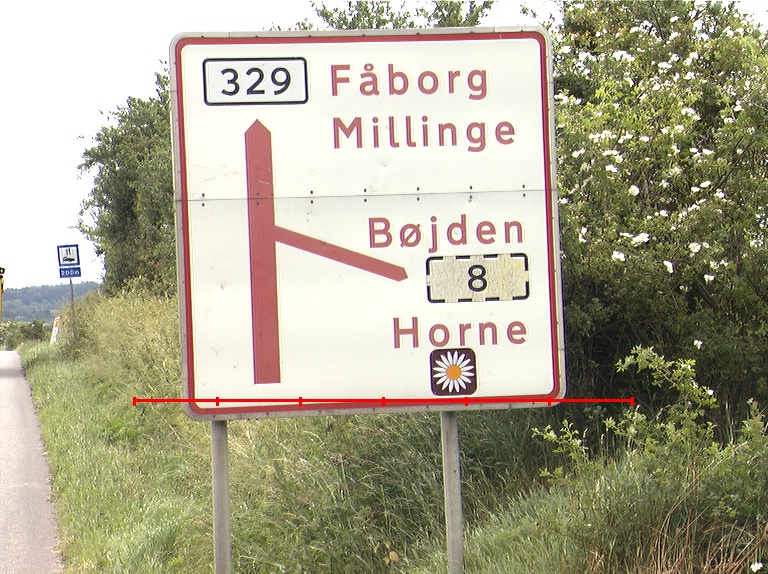 329
Fåborg
Millinge
Bøjden
8
Horne
200m